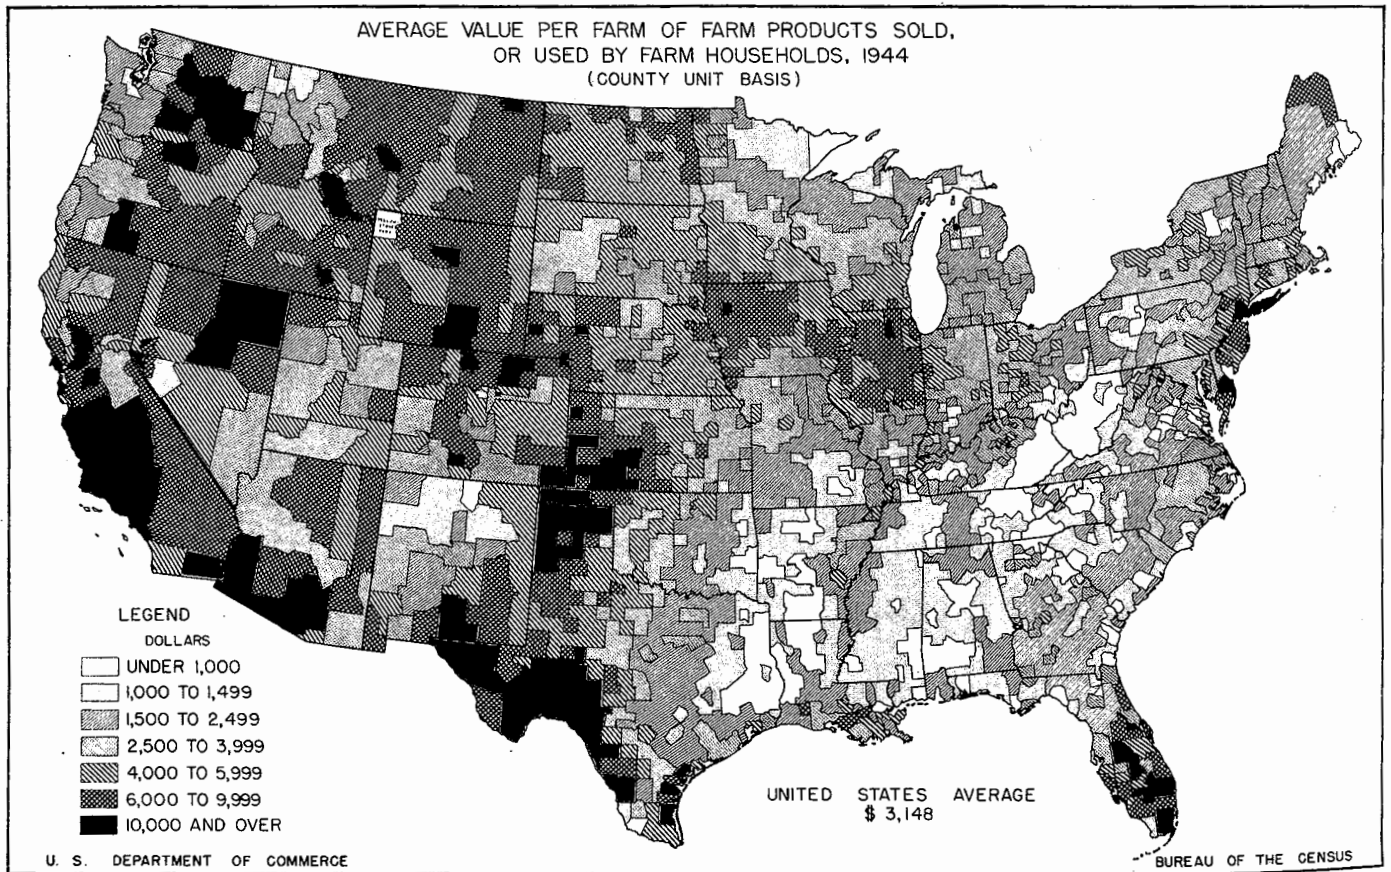 AVERAGE VALUE PER FARM OF FARM PRODUCTS SOLD,
OR USED BY FARM HOUSEHOLDS, 1944
(COUNTY UNIT BASIS)
LEGEND
DOLLARS
UNDER 1,000
1,000 TO 1,499
1,500 TO 2,499
2,500 TO 3,999
4,000 TO 5,999
6,000 TO 9,999
10,000 AND OVER
UNITED STATES AVERAGE
$ 3,148
U. S. DEPARTMENT OF COMMERCE
BUREAU OF THE CENSUS